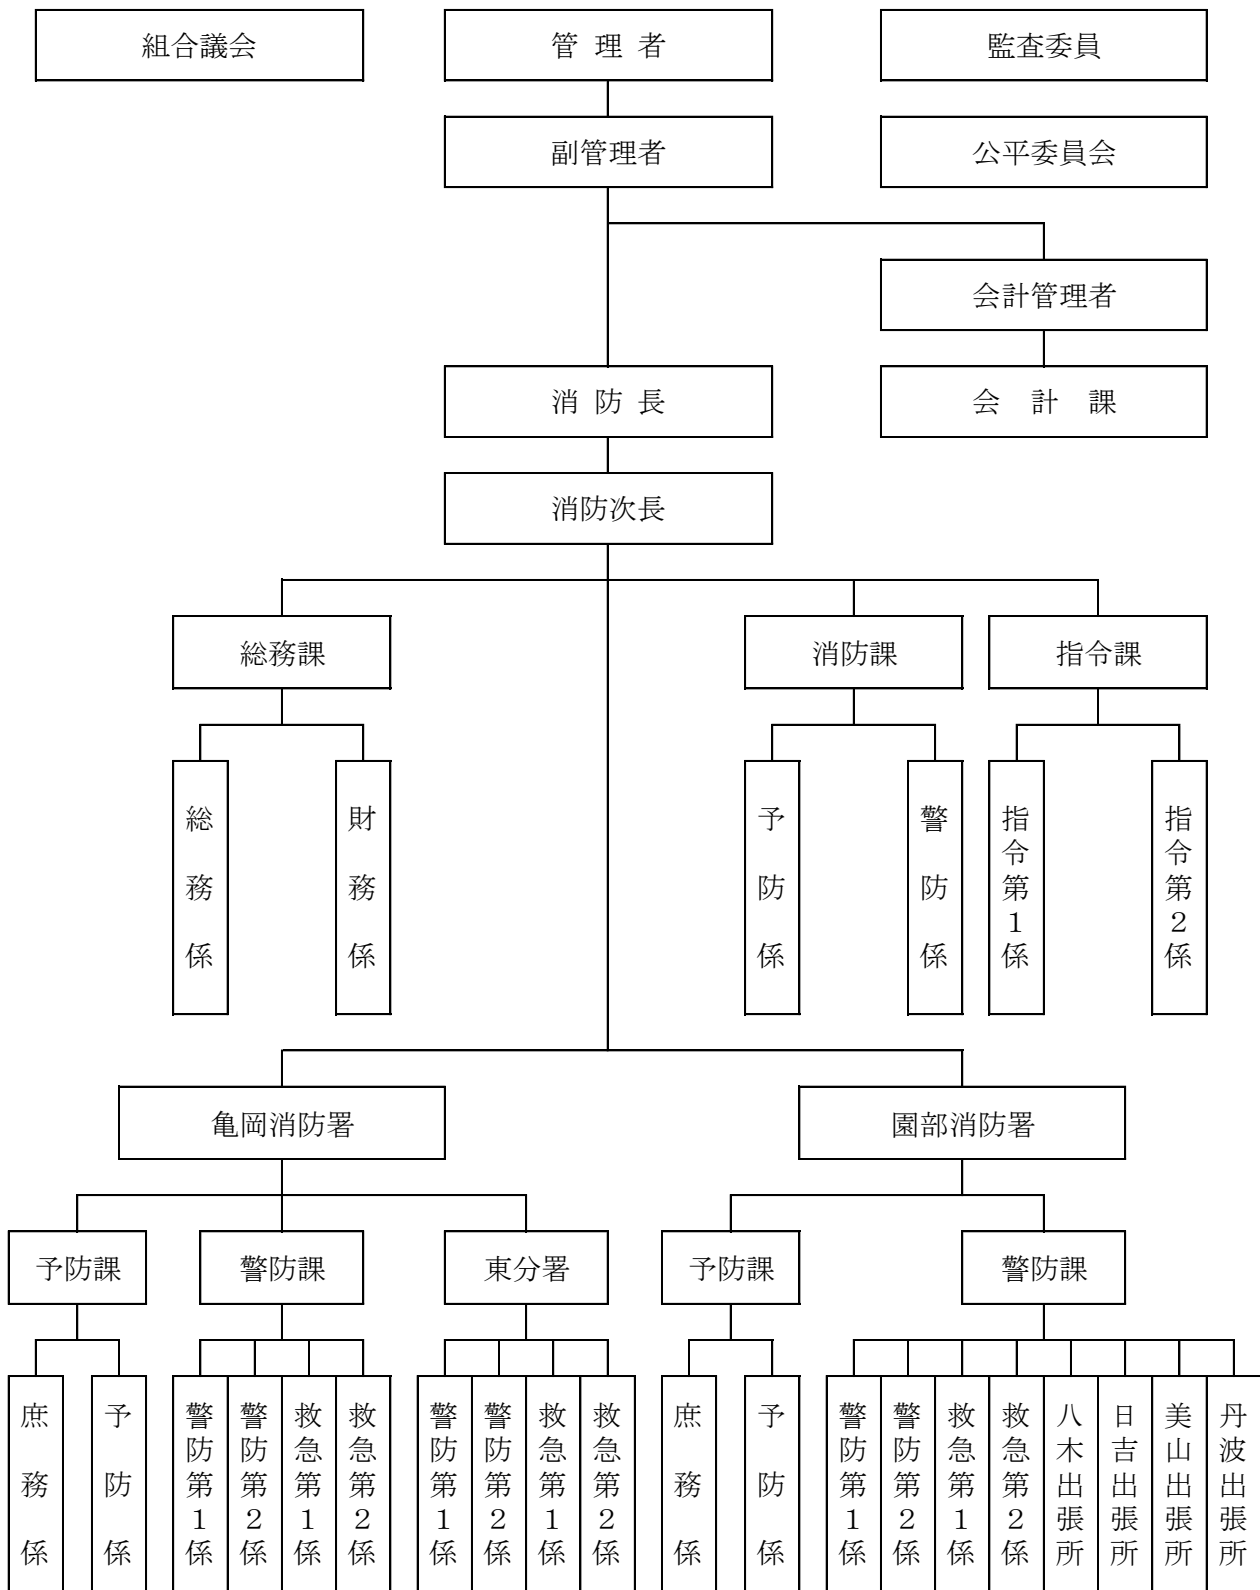 組合議会
管 理 者
監査委員
副管理者
公平委員会
会計管理者
消 防 長
会 計 課
消防次長
総務課
消防課
指令課
総務係
財務係
予防係
警防係
指令第1係
指令第2係
亀岡消防署
園部消防署
予防課
警防課
東分署
予防課
警防課
庶務係
予防係
警防第1係
警防第2係
救急第1係
救急第2係
警防第1係
警防第2係
救急第1係
救急第2係
庶務係
予防係
警防第1係
警防第2係
救急第1係
救急第2係
八木出張所
日吉出張所
美山出張所
丹波出張所